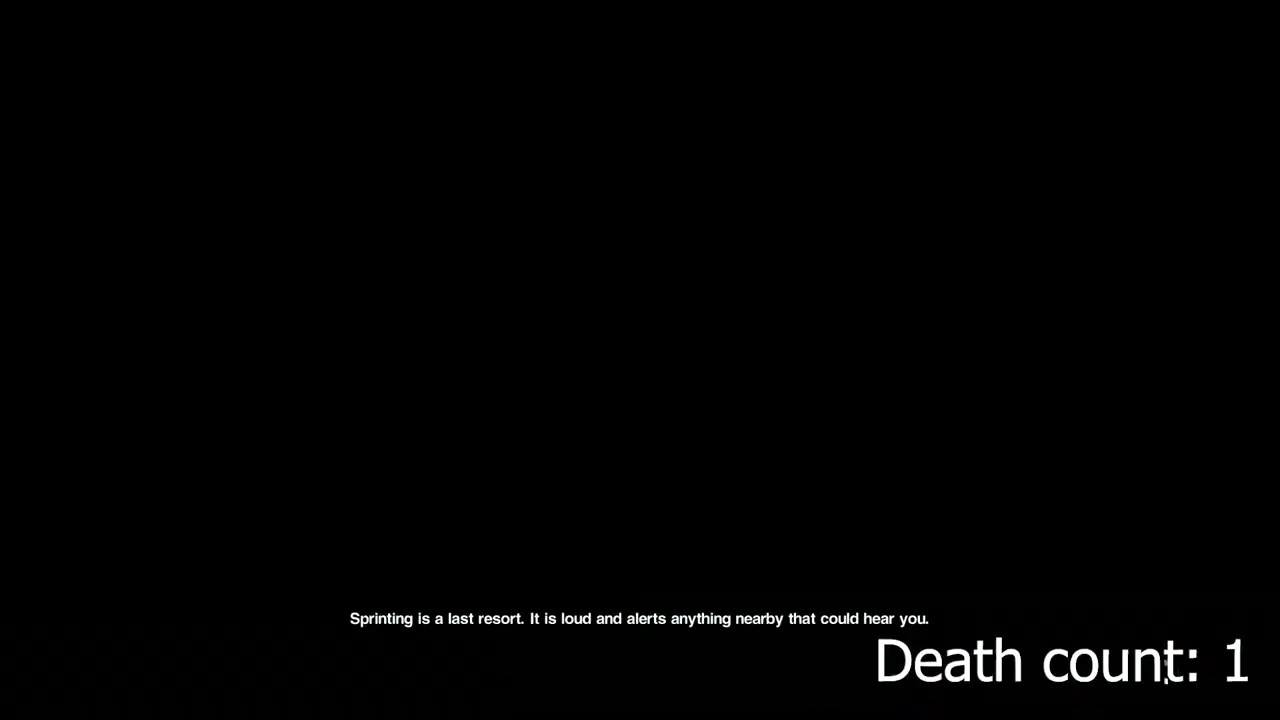 Sprinting is a last resort. It is loud and alerts anything nearby that could hear you.
Death count: 1